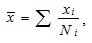 x̅ = ∑ xᵢ / Nᵢ ,